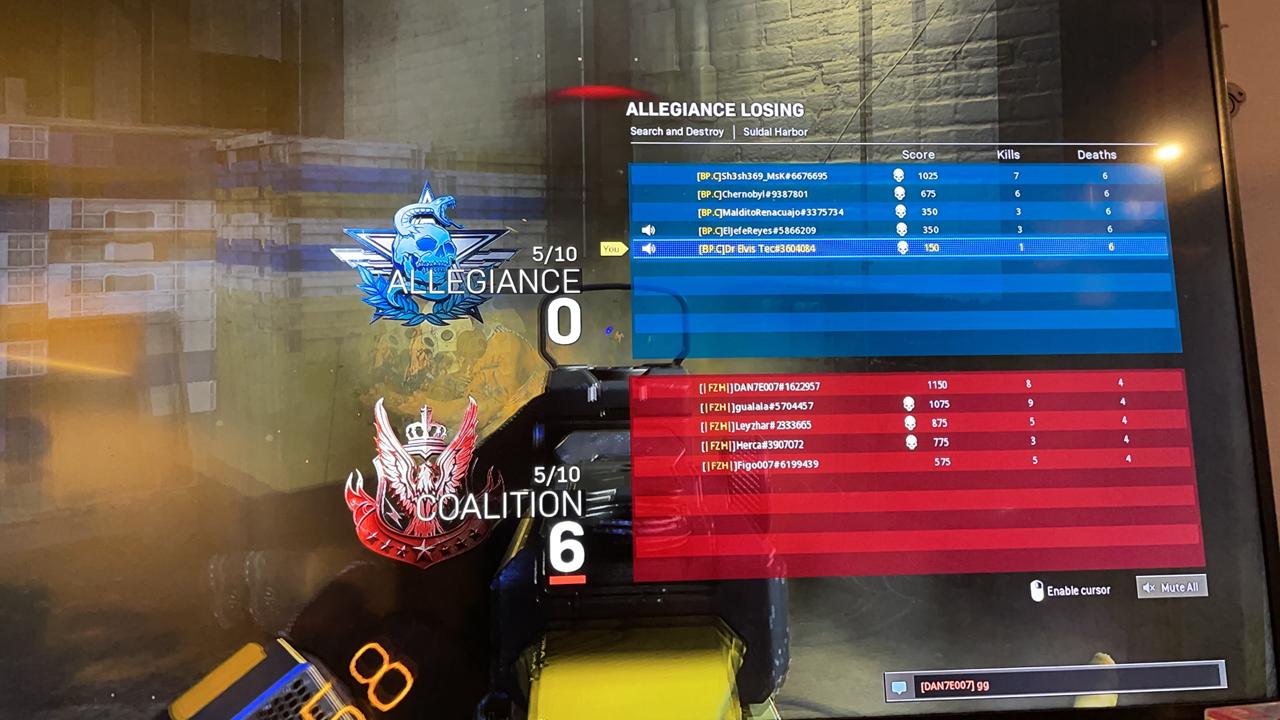 ALLEGIANCE LOSING
Search and Destroy | Suldal Harbor
Score Kills Deaths
[BP.C]Sh3sh369_MsK#6676695 1025 7 6
[BP.C]Chernobyl#9387801 675 6 6
[BP.C]MalditoRenacuajo#3375734 350 3 6
[BP.C]ElJefeReyes#5866209 350 3 6
You [BP.C]Dr Elvis Tec#3604084 150 1 6
5/10
ALLEGIANCE
0
[|FZH|]DAN7E007#1622957 1150 8 4
[|FZH|]gualala#5704457 1075 9 4
[|FZH|]Leyzhar#2333665 875 5 4
[|FZH|]Herca#3907072 775 3 4
[|FZH|]Figo007#6199439 575 5 4
5/10
COALITION
6
Enable cursor Mute All
[DAN7E007] gg